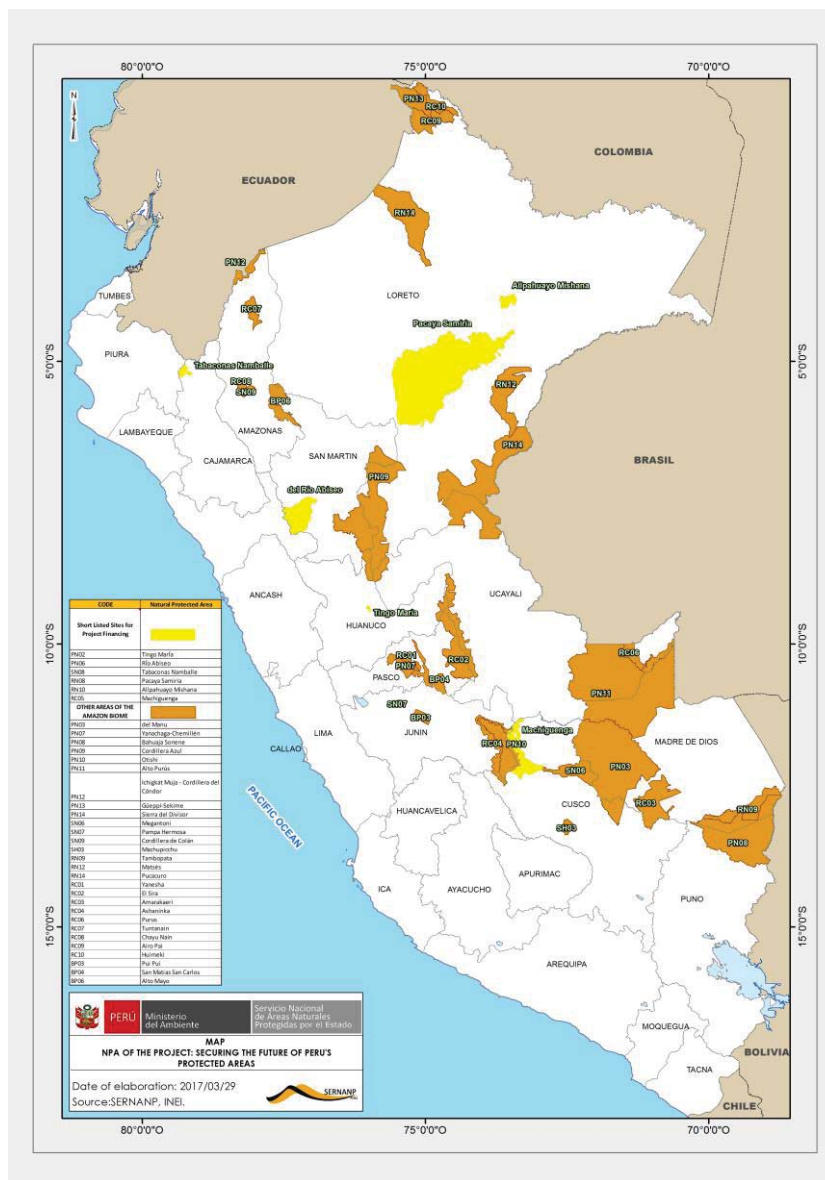 80°0'0"O 75°0'0"O 70°0'0"O
N
COLOMBIA
ECUADOR
PN13
RC10
RC09
RN14
PN12
RC07
TUMBES
LORETO
Allpahuayo Mishana
Pacaya Samiria
5°0'0"S
PIURA
Tabaconas Namballe
RC08
SN09
BP06
RN12
LAMBAYEQUE
AMAZONAS
CAJAMARCA
SAN MARTIN
PN14
BRASIL
PN09
del Río Abiseo
ANCASH
UCAYALI
Tingo María
HUANUCO
10°0'0"S
RC01
PN07
RC02
PASCO
BP04
RC06
PN11
SN07
BP03
JUNIN
LIMA
CALLAO
Machiguenga
RC04
PN10
MADRE DE DIOS
SN06
PN03
RC03
RN09
PN08
CUSCO
SH03
HUANCAVELICA
PACIFIC OCEAN
APURIMAC
ICA
AYACUCHO
PUNO
15°0'0"S
AREQUIPA
MOQUEGUA
BOLIVIA
TACNA
CHILE
CODE Natural Protected Area
Short Listed Sites for
Project Financing
PN02 Tingo María
PN06 Río Abiseo
SN08 Tabaconas Namballe
RN08 Pacaya Samiria
RN10 Allpahuayo Mishana
RC05 Machiguenga
OTHER AREAS OF THE
AMAZON BIOME
PN03 del Manu
PN07 Yanachaga-Chemillén
PN08 Bahuaja Sonene
PN09 Cordillera Azul
PN10 Otishi
PN11 Alto Purús
PN12 Ichigkat Muja - Cordillera del
Cóndor
PN13 Güeppí-Sekime
PN14 Sierra del Divisor
SN06 Megantoni
SN07 Pampa Hermosa
SN09 Cordillera de Colán
SH03 Machupicchu
RN09 Tambopata
RN12 Matsés
RN14 Pucacuro
RC01 Yanesha
RC02 El Sira
RC03 Amarakaeri
RC04 Ashaninka
RC06 Purus
RC07 Tuntanain
RC08 Chayu Nain
RC09 Airo Pai
RC10 Huimeki
BP03 Pui Pui
BP04 San Matias San Carlos
BP06 Alto Mayo
PERÚ
Ministerio
del Ambiente
Servicio Nacional
de Áreas Naturales
Protegidas por el Estado
MAP
NPA OF THE PROJECT: SECURING THE FUTURE OF PERU'S
PROTECTED AREAS
Date of elaboration: 2017/03/29
Source:SERNANP, INEI.
SERNANP
80°0'0"O 75°0'0"O 70°0'0"O
5°0'0"S
10°0'0"S
15°0'0"S